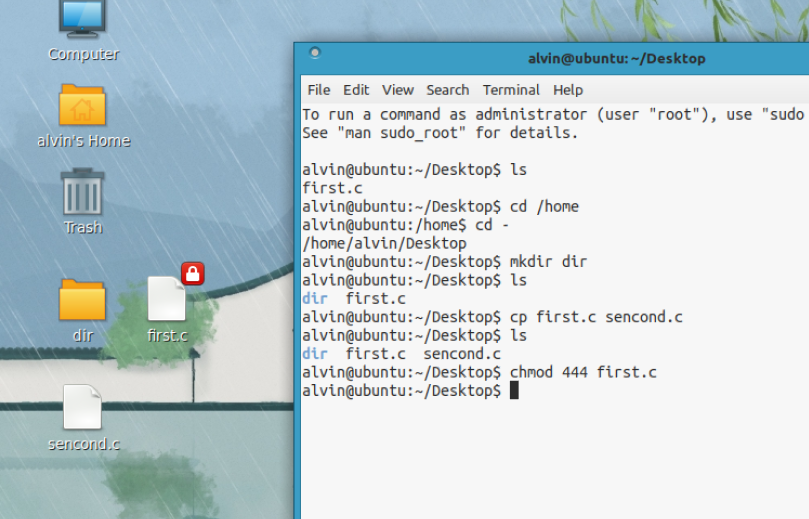 Computer
alvin's Home
Trash
dir
first.c
sencond.c
alvin@ubuntu: ~/Desktop
File Edit View Search Terminal Help
To run a command as administrator (user "root"), use "sudo
See "man sudo_root" for details.
alvin@ubuntu:~/Desktop$ ls
first.c
alvin@ubuntu:~/Desktop$ cd /home
alvin@ubuntu:/home$ cd -
/home/alvin/Desktop
alvin@ubuntu:~/Desktop$ mkdir dir
alvin@ubuntu:~/Desktop$ ls
dir  first.c
alvin@ubuntu:~/Desktop$ cp first.c sencond.c
alvin@ubuntu:~/Desktop$ ls
dir  first.c  sencond.c
alvin@ubuntu:~/Desktop$ chmod 444 first.c
alvin@ubuntu:~/Desktop$